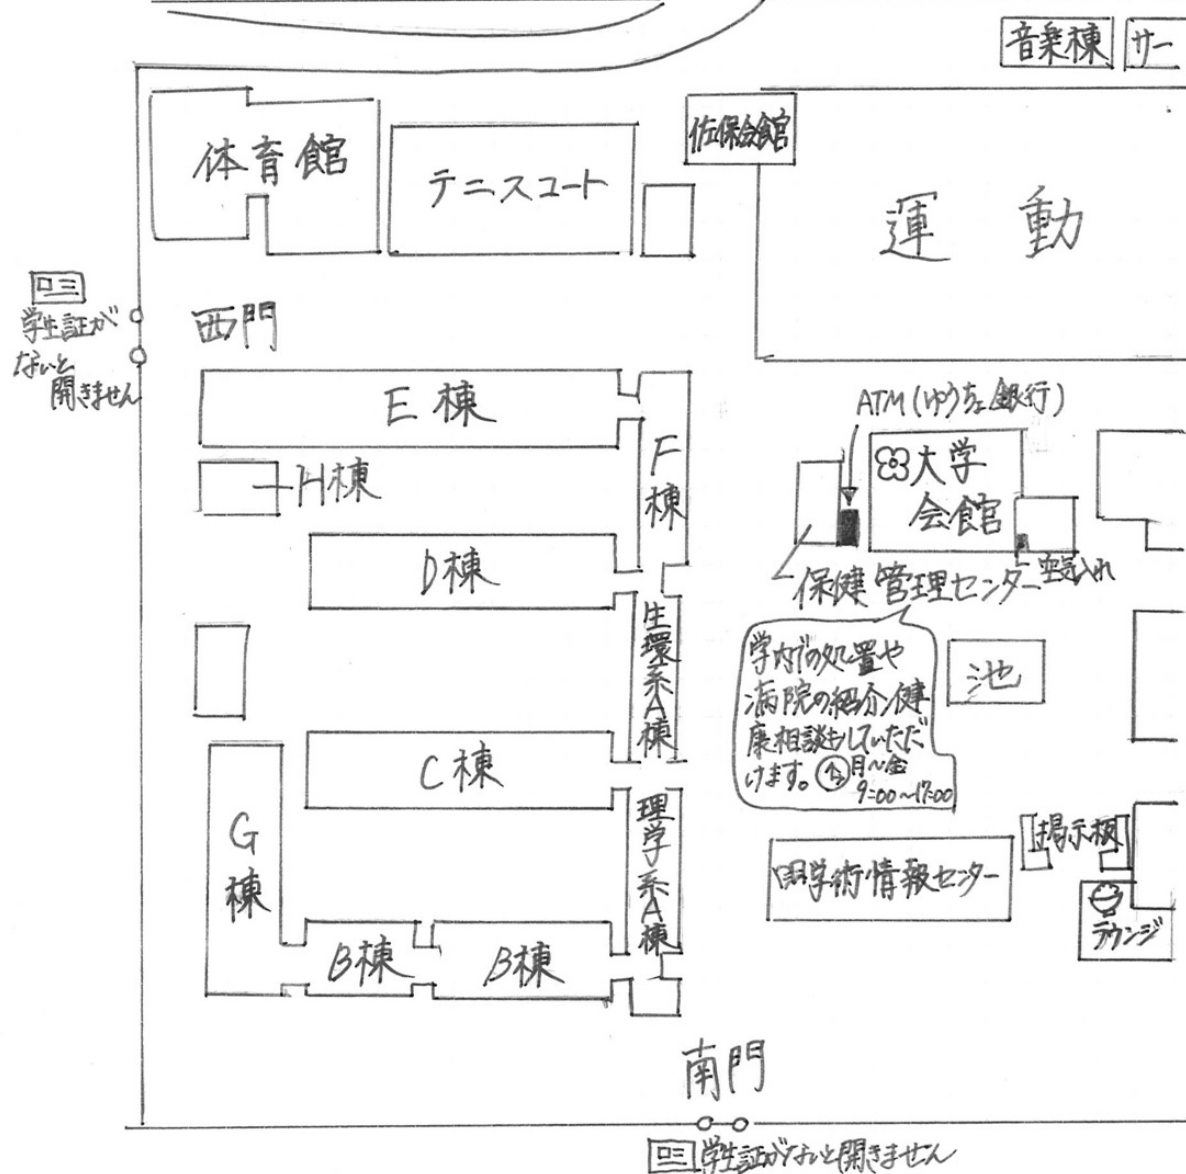 音楽棟
サー
体育館
テニスコート
佐保会館
運動
学生証が
ないと
開きません
西門
E棟
F
棟
H棟
D棟
ATM(ゆうちょ銀行)
大学
会館
保健管理センター
空気入れ
学内での処置や
病院の紹介、健
康相談もしていただ
けます。
月～金
9:00～17:00
池
生環系A棟
C棟
G
棟
理学系A棟
B棟
B棟
学術情報センター
掲示板
ラウンジ
南門
学生証がないと開きません